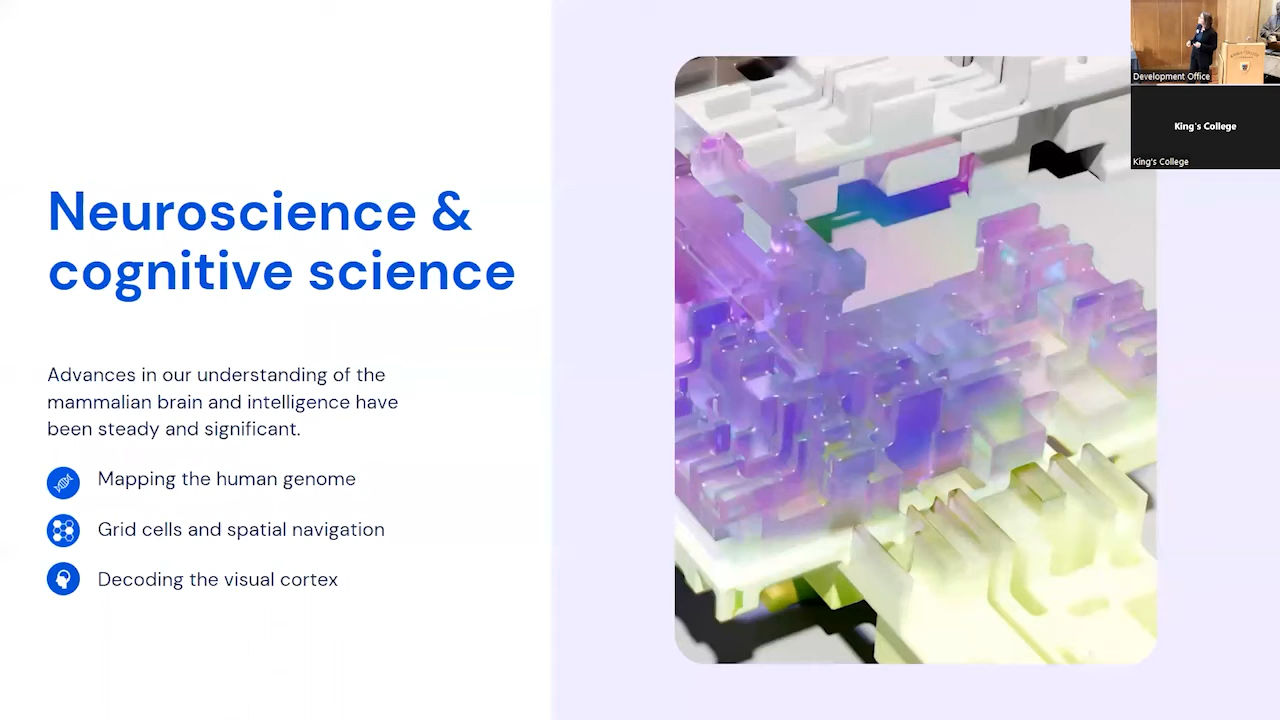 Neuroscience &
cognitive science
Advances in our understanding of the
mammalian brain and intelligence have
been steady and significant.
Mapping the human genome
Grid cells and spatial navigation
Decoding the visual cortex
Development Office
King's College
King's College